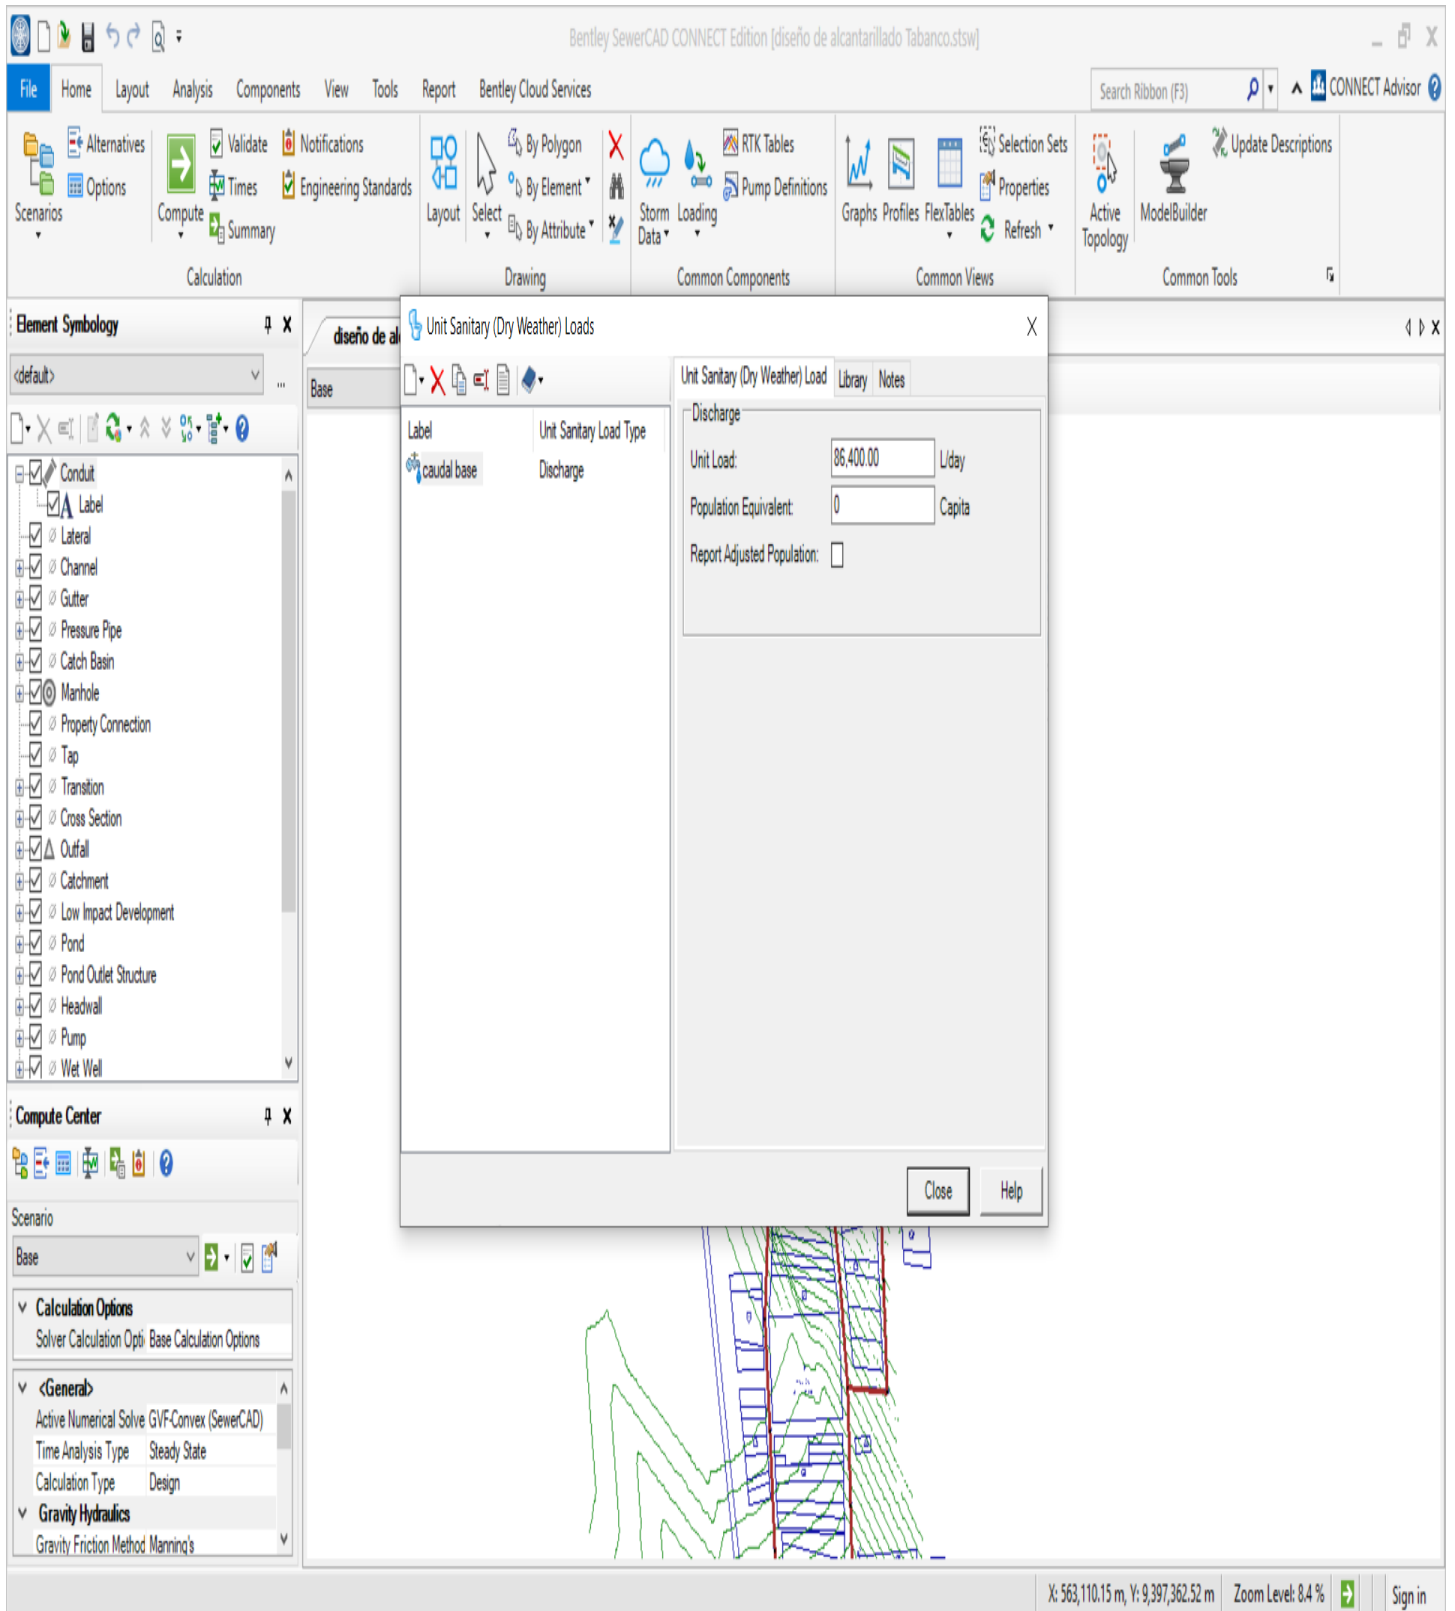 Bentley SewerCAD CONNECT Edition [diseño de alcantarillado Tabanco.stsw]
File Home Layout Analysis Components View Tools Report Bentley Cloud Services
Search Ribbon (F3) CONNECT Advisor
Scenarios
Alternatives
Options
Compute
Validate
Times
Summary
Notifications
Engineering Standards
Calculation
Layout
Select
By Polygon
By Element
By Attribute
Drawing
Storm Data
Loading
RTK Tables
Pump Definitions
Common Components
Graphs
Profiles
FlexTables
Selection Sets
Properties
Refresh
Common Views
Active Topology
ModelBuilder
Update Descriptions
Common Tools
Element Symbology
<default>
...
Conduit
Label
Lateral
Channel
Gutter
Pressure Pipe
Catch Basin
Manhole
Property Connection
Tap
Transition
Cross Section
Outfall
Catchment
Low Impact Development
Pond
Pond Outlet Structure
Headwall
Pump
Wet Well
Compute Center
Scenario
Base
Calculation Options
Solver Calculation Opti Base Calculation Options
<General>
Active Numerical Solve GVF-Convex (SewerCAD)
Time Analysis Type Steady State
Calculation Type Design
Gravity Hydraulics
Gravity Friction Method Manning's
diseño de al
Base
Unit Sanitary (Dry Weather) Loads
Label Unit Sanitary Load Type
caudal base Discharge
Unit Sanitary (Dry Weather) Load Library Notes
Discharge
Unit Load: 86,400.00 L/day
Population Equivalent: 0 Capita
Report Adjusted Population:
Close Help
X: 563,110.15 m, Y: 9,397,362.52 m Zoom Level: 8.4 % Sign in